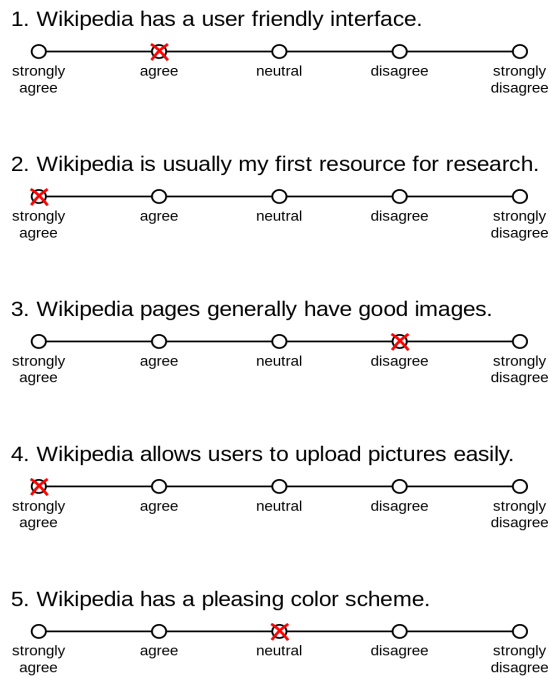 1. Wikipedia has a user friendly interface.
strongly agree neutral disagree strongly
agree disagree
2. Wikipedia is usually my first resource for research.
strongly agree neutral disagree strongly
agree disagree
3. Wikipedia pages generally have good images.
strongly agree neutral disagree strongly
agree disagree
4. Wikipedia allows users to upload pictures easily.
strongly agree neutral disagree strongly
agree disagree
5. Wikipedia has a pleasing color scheme.
strongly agree neutral disagree strongly
agree disagree